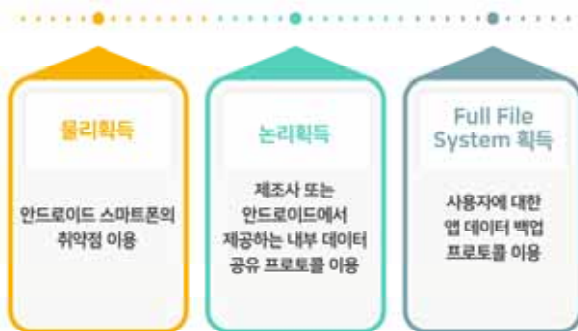 물리획득
안드로이드 스마트폰의
취약점 이용
논리획득
제조사 또는
안드로이드에서
제공하는 내부 데이터
공유 프로토콜 이용
Full File
System 획득
사용자에 대한
앱 데이터 백업
프로토콜 이용